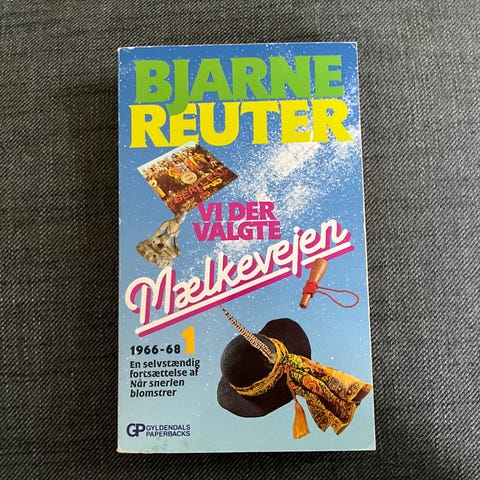 BJARNE
REUTER
VI DER
VALGTE
Mælkevejen
1966-68 1
En selvstændig
fortsættelse af
Når snerlen
blomstrer
GP GYLDENDALS
PAPERBACKS